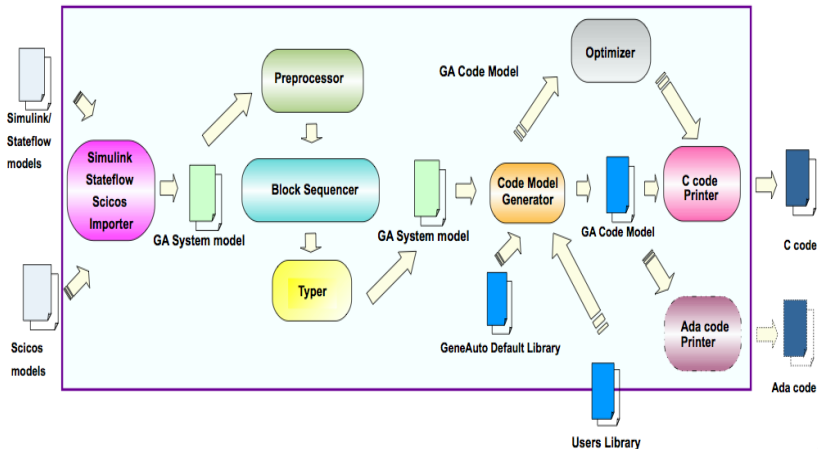 Simulink/
Stateflow
models
Scicos
models
Simulink
Stateflow
Scicos
Importer
GA System model
Preprocessor
Block Sequencer
Typer
GA System model
GA Code Model
Optimizer
Code Model
Generator
GA Code Model
GeneAuto Default Library
Users Library
C code
Printer
Ada code
Printer
C code
Ada code